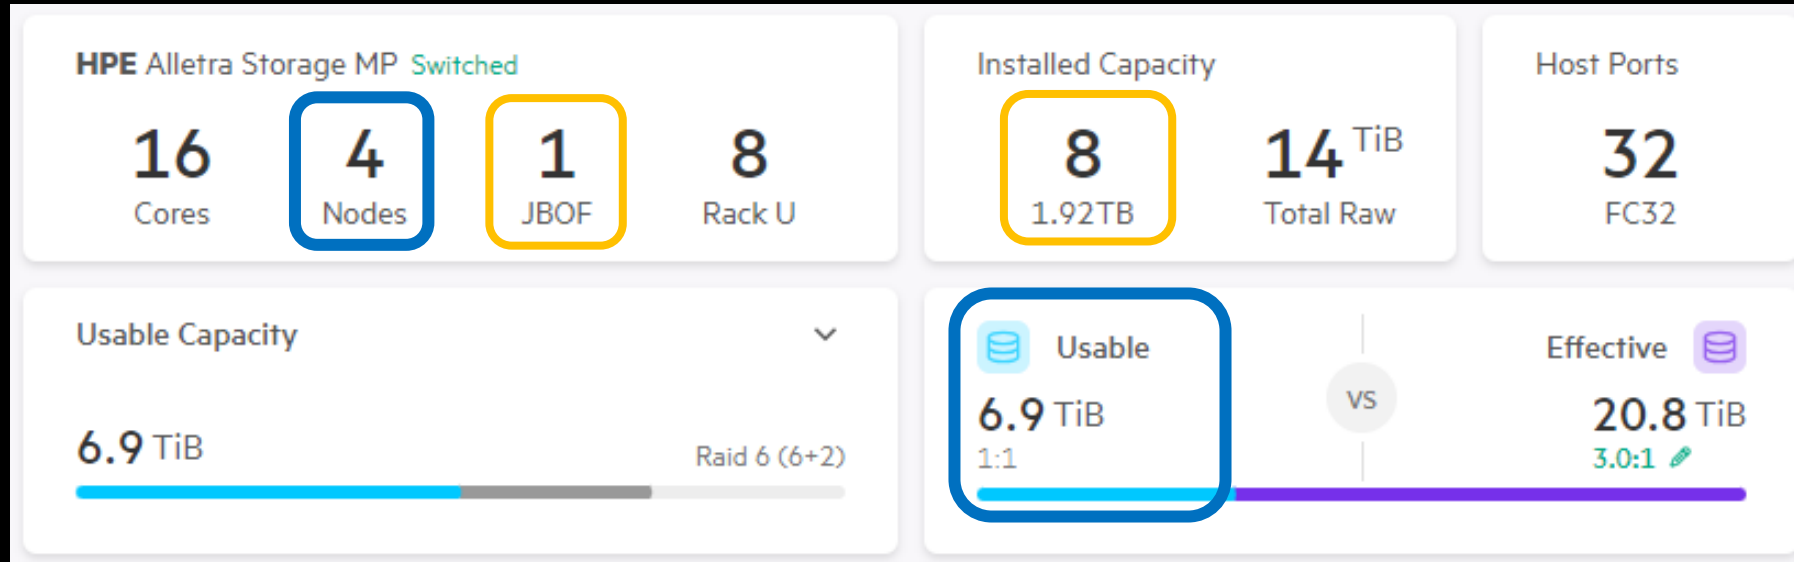 HPE Alletra Storage MP Switched
16 4 1 8
Cores Nodes JBOF Rack U
Installed Capacity
8 14 TiB
1.92TB Total Raw
Host Ports
32
FC32
Usable Capacity
6.9 TiB
Raid 6 (6+2)
Usable vs Effective
6.9 TiB 20.8 TiB
1:1 3.0:1